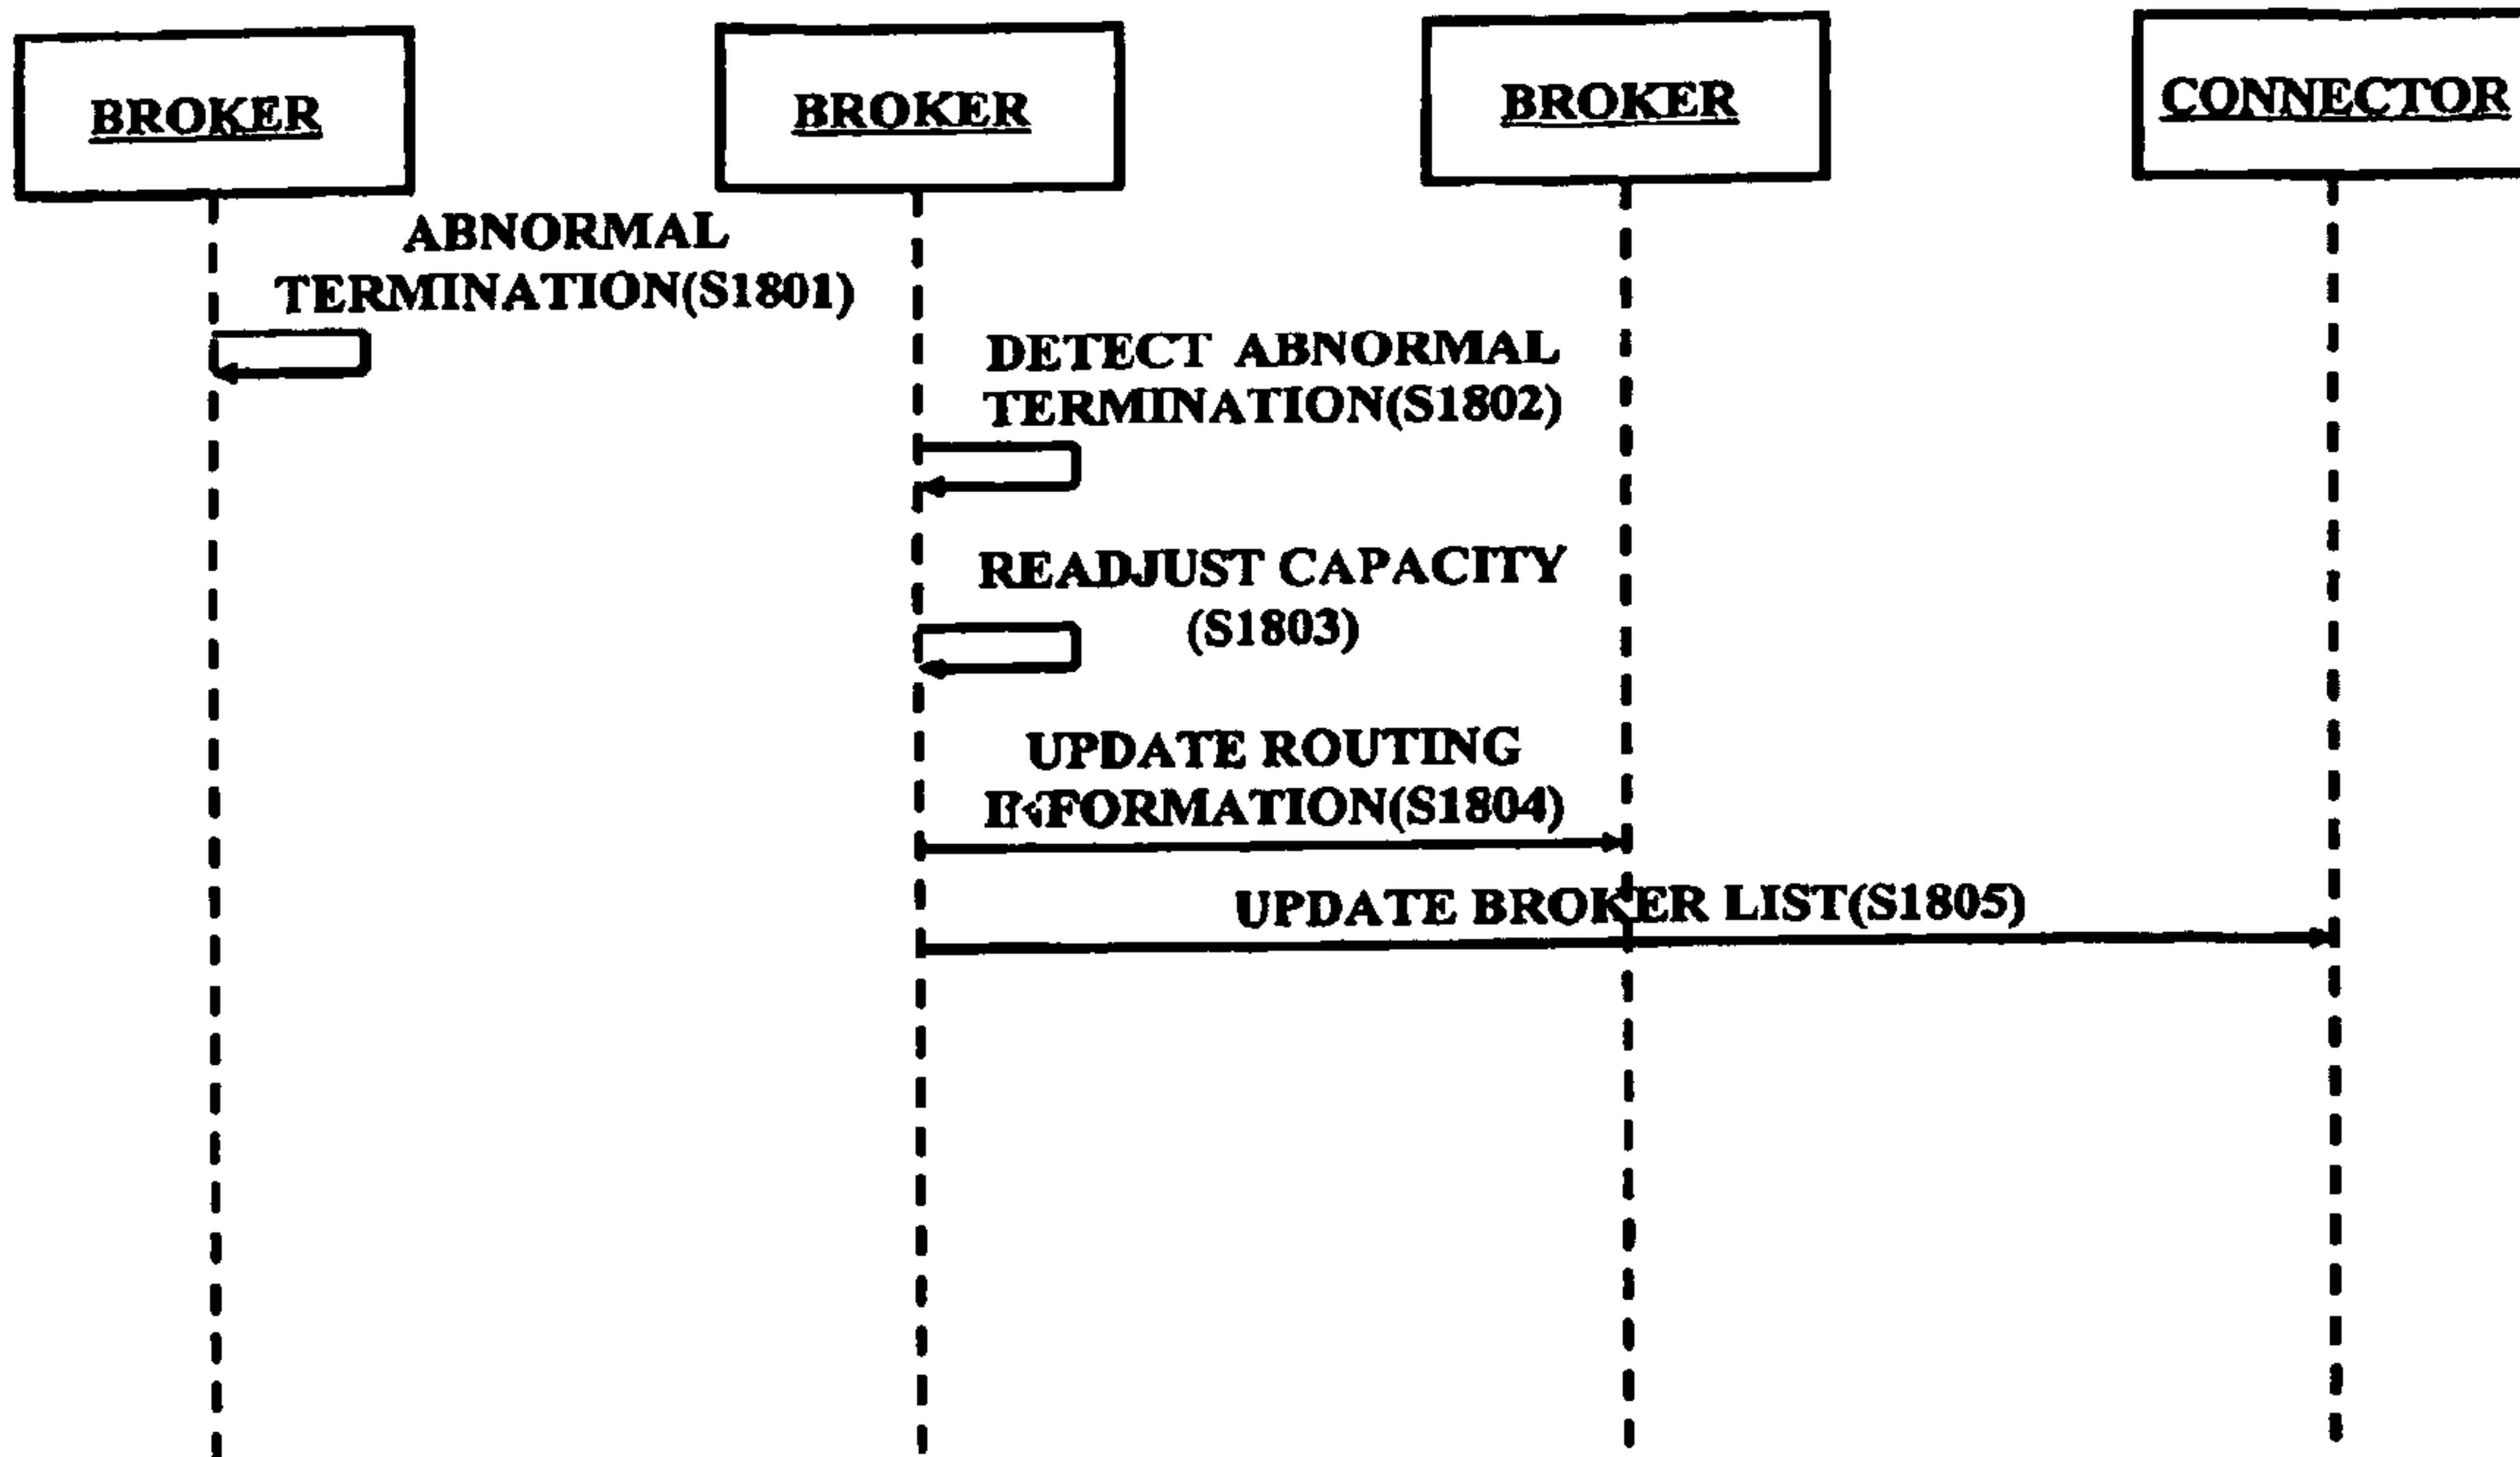 BROKER
BROKER
BROKER
CONNECTOR
ABNORMAL
TERMINATION(S1801)
DETECT ABNORMAL
TERMINATION(S1802)
READJUST CAPACITY
(S1803)
UPDATE ROUTING
INFORMATION(S1804)
UPDATE BROKER LIST(S1805)